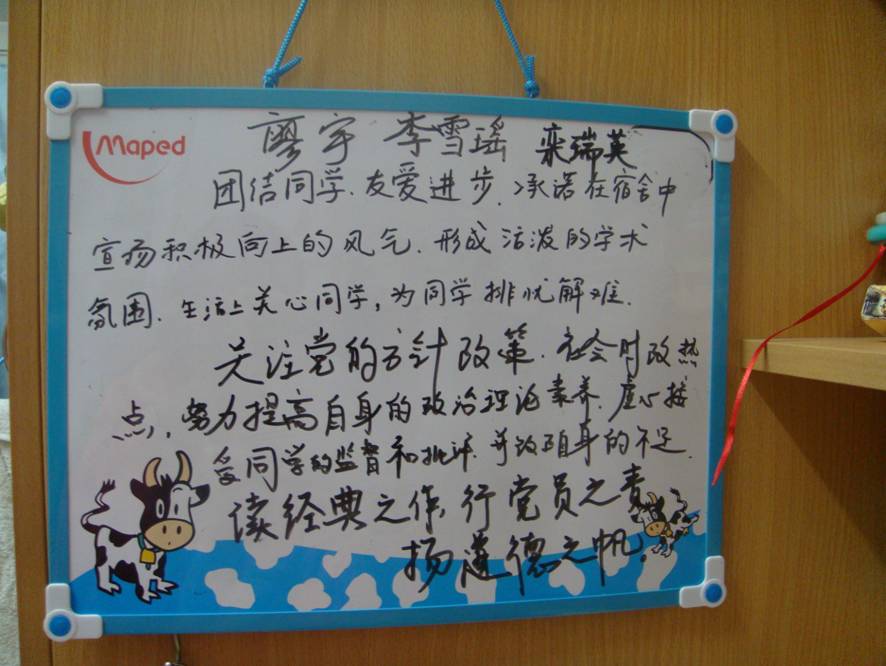 Maped
廖宇 李雪瑶 栾瑞英
团结同学、友爱进步、承诺在宿舍中
宣扬积极向上的风气、形成活泼的学术
氛围、生活上关心同学，为同学排忧解难.
关注党的方针政策、社会时政热
点，努力提高自身的政治理论素养、虚心接
受同学的监督和批评、并改正自身的不足.
读经典之作，行党员之责
扬道德之帆.